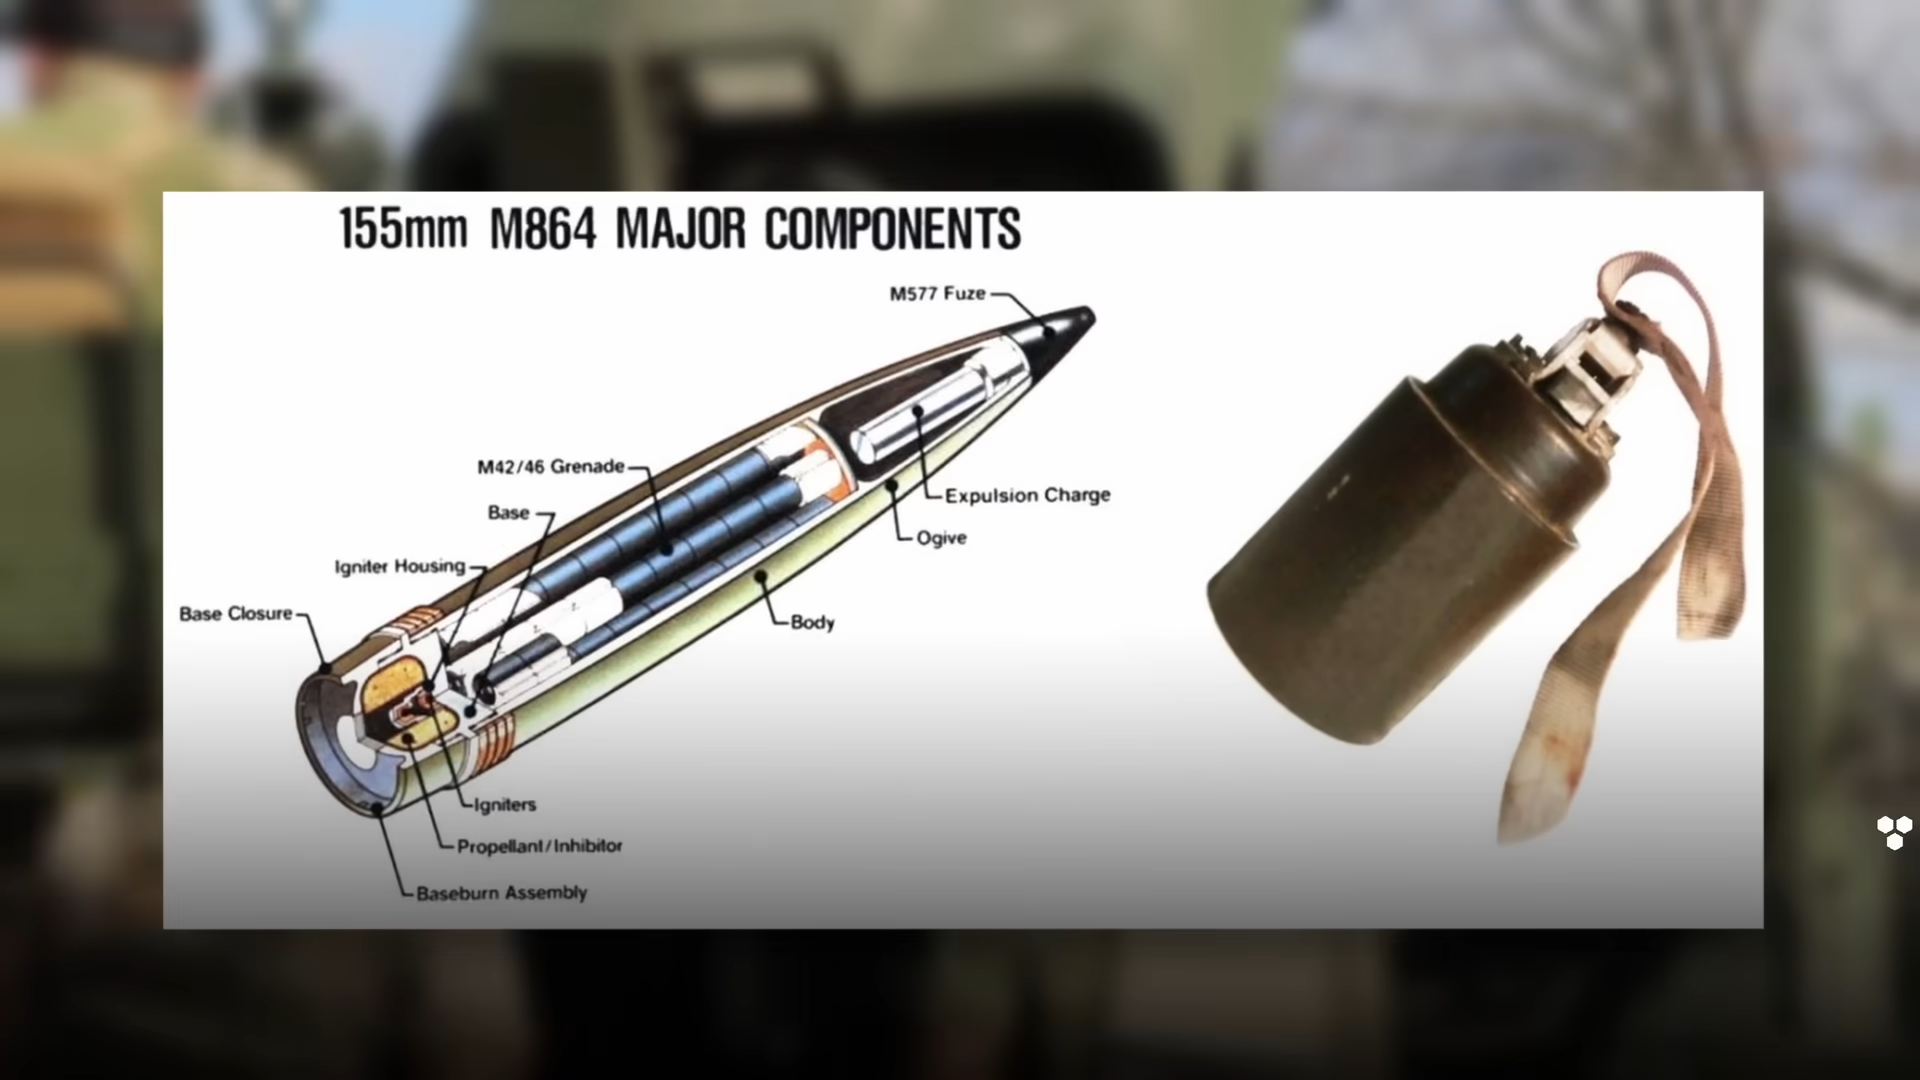 155mm M864 MAJOR COMPONENTS
M577 Fuze
M42/46 Grenade
Expulsion Charge
Base
Ogive
Igniter Housing
Base Closure
Body
Igniters
Propellant/Inhibitor
Baseburn Assembly